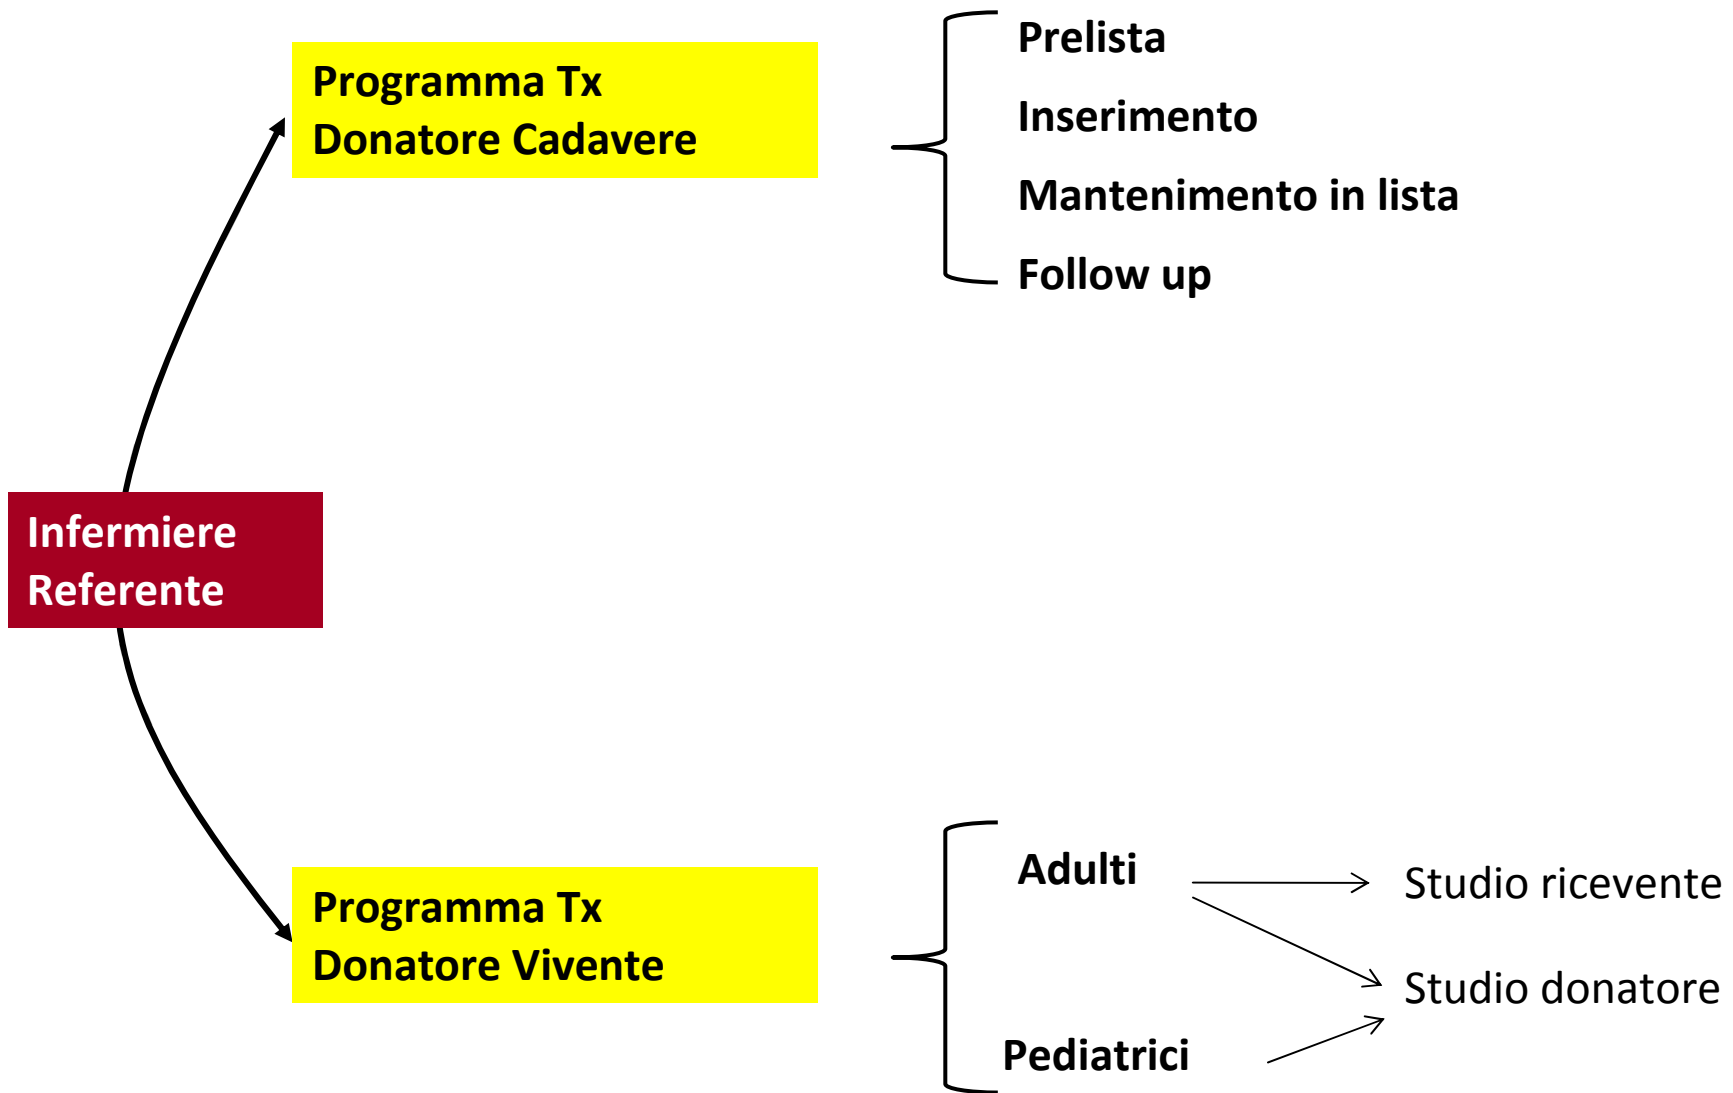 Programma Tx
Donatore Cadavere
Prelista
Inserimento
Mantenimento in lista
Follow up
Infermiere
Referente
Programma Tx
Donatore Vivente
Adulti
Studio ricevente
Studio donatore
Pediatrici